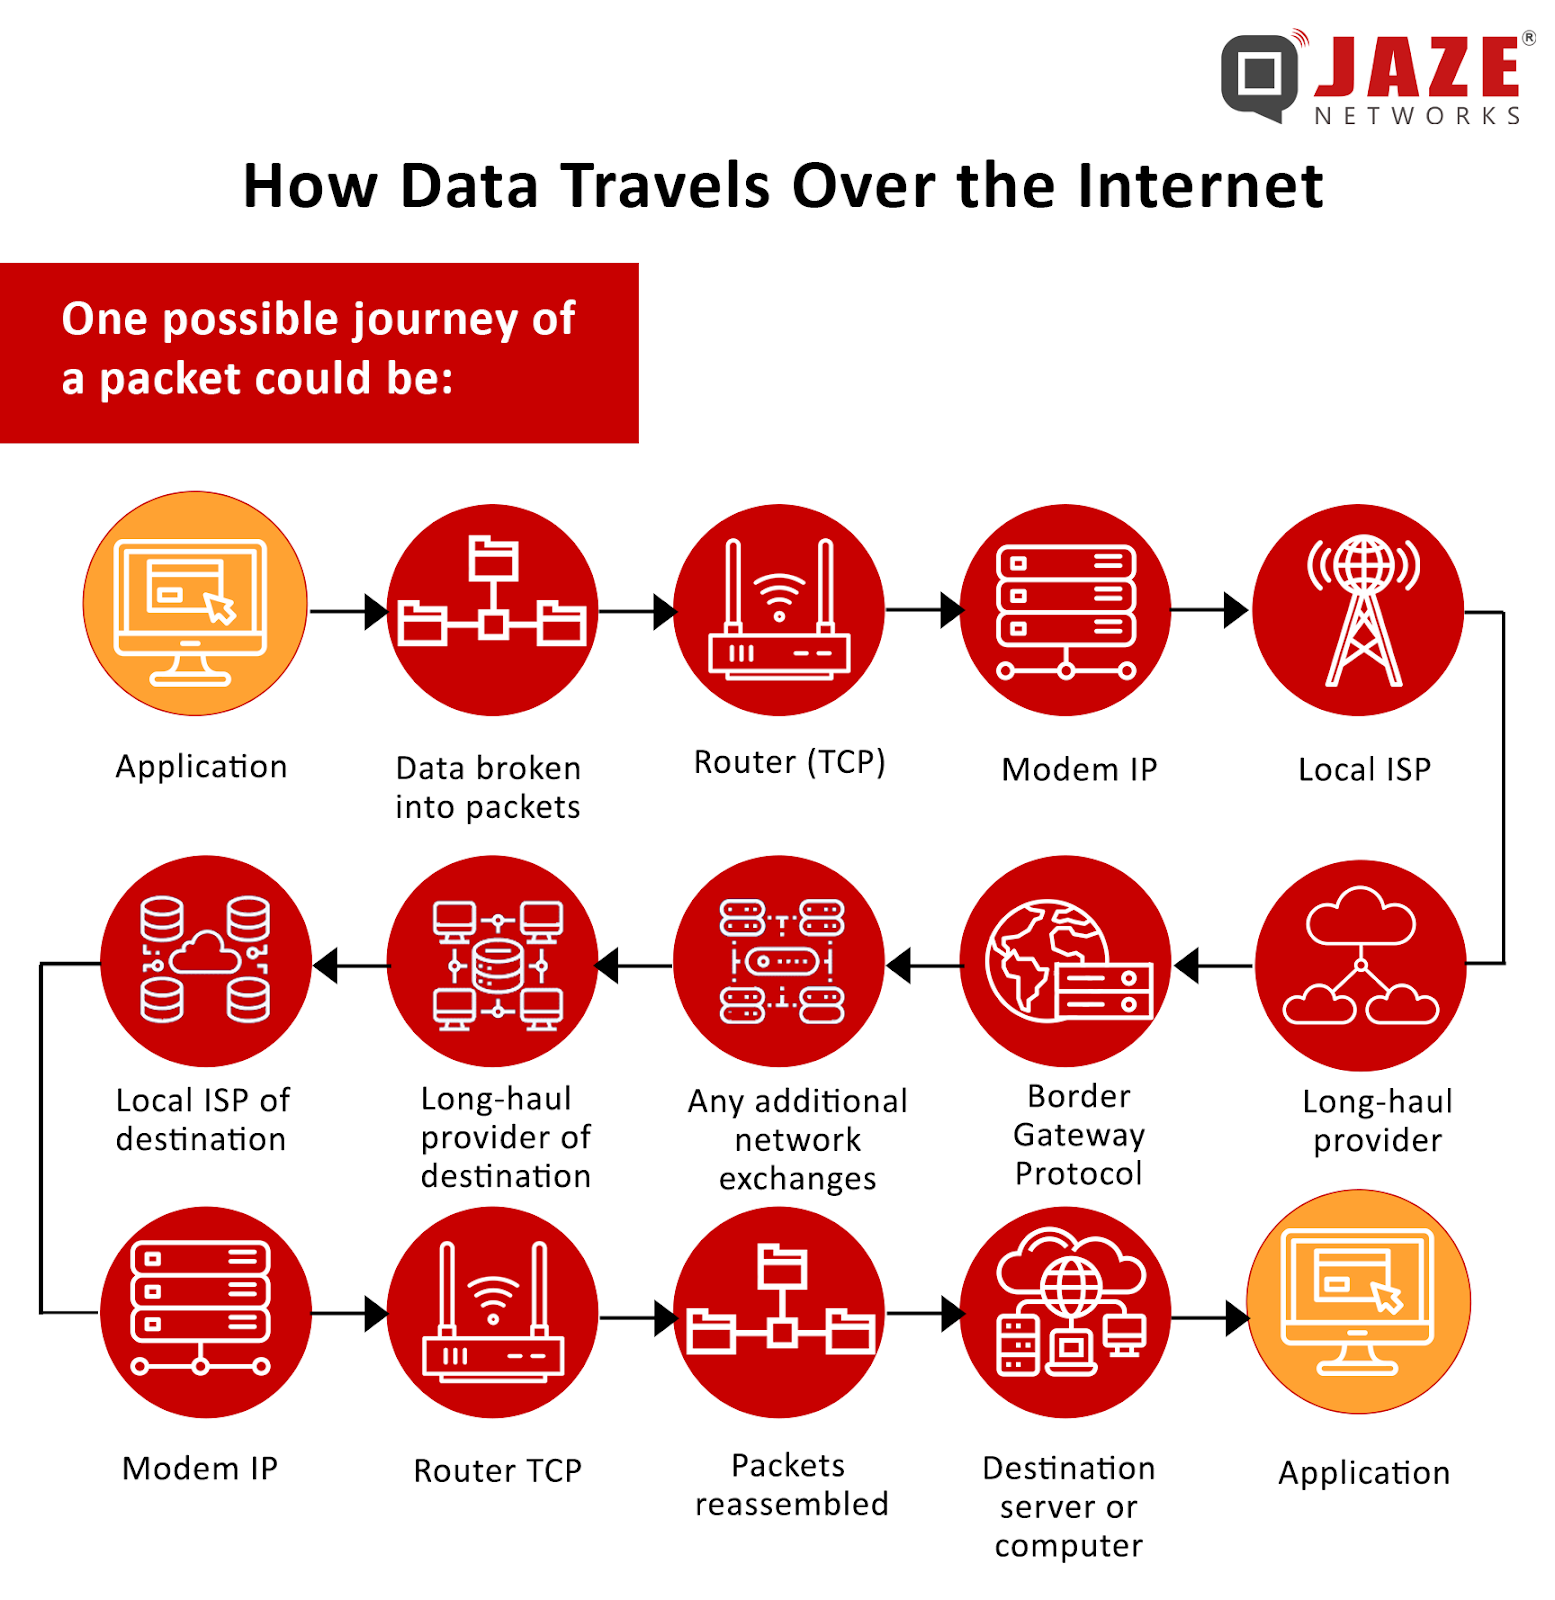 JAZE®
NETWORKS
How Data Travels Over the Internet
One possible journey of
a packet could be:
Application
Data broken
into packets
Router (TCP)
Modem IP
Local ISP
Local ISP of
destination
Long-haul
provider of
destination
Any additional
network
exchanges
Border
Gateway
Protocol
Long-haul
provider
Modem IP
Router TCP
Packets
reassembled
Destination
server or
computer
Application